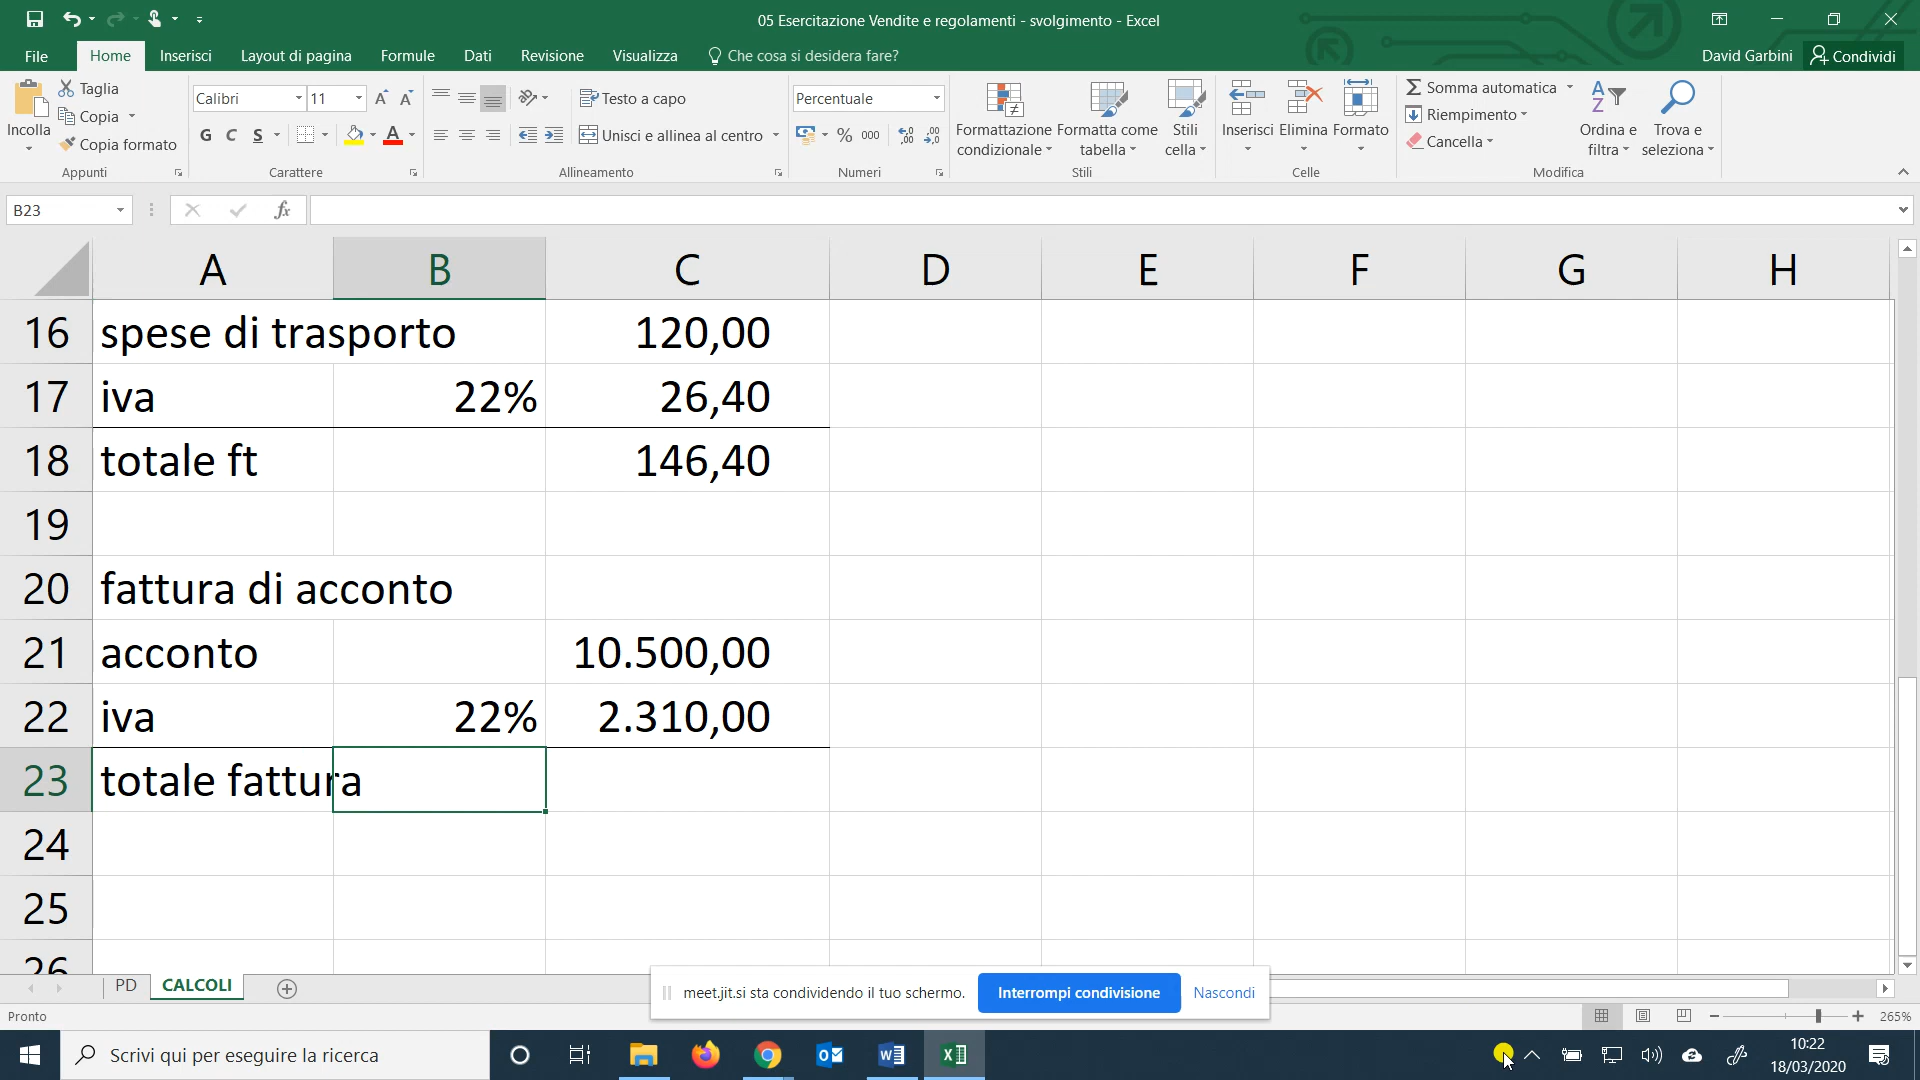 05 Esercitazione Vendite e regolamenti - svolgimento - Excel
File Home Inserisci Layout di pagina Formule Dati Revisione Visualizza Che cosa si desidera fare? David Garbini Condividi
Incolla
Taglia
Copia
Copia formato
Appunti
Calibri 11
G C S
A
Carattere
Testo a capo
Unisci e allinea al centro
Allineamento
Percentuale
% 000
Numeri
Formattazione condizionale
Formatta come tabella
Stili cella
Stili
Inserisci Elimina Formato
Celle
Somma automatica
Riempimento
Cancella
Ordina e filtra
Trova e seleziona
Modifica
B23
fx
A B C D E F G H
16 spese di trasporto 120,00
17 iva 22% 26,40
18 totale ft 146,40
19
20 fattura di acconto
21 acconto 10.500,00
22 iva 22% 2.310,00
23 totale fattura
24
25
26
PD CALCOLI
meet.jit.si sta condividendo il tuo schermo. Interrompi condivisione Nascondi
Pronto
265%
Scrivi qui per eseguire la ricerca
10:22
18/03/2020